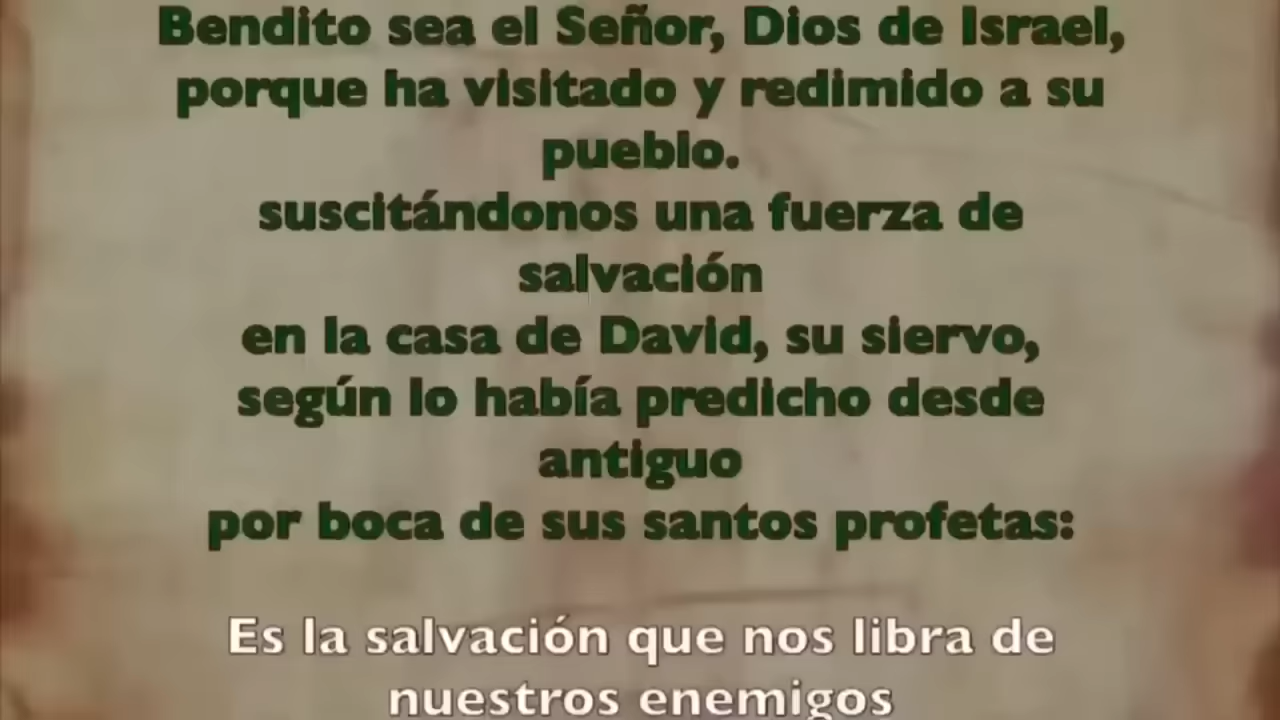 Bendito sea el Señor, Dios de Israel,
porque ha visitado y redimido a su
pueblo.
suscitándonos una fuerza de
salvación
en la casa de David, su siervo,
según lo había predicho desde
antiguo
por boca de sus santos profetas:
Es la salvación que nos libra de
nuestros enemigos